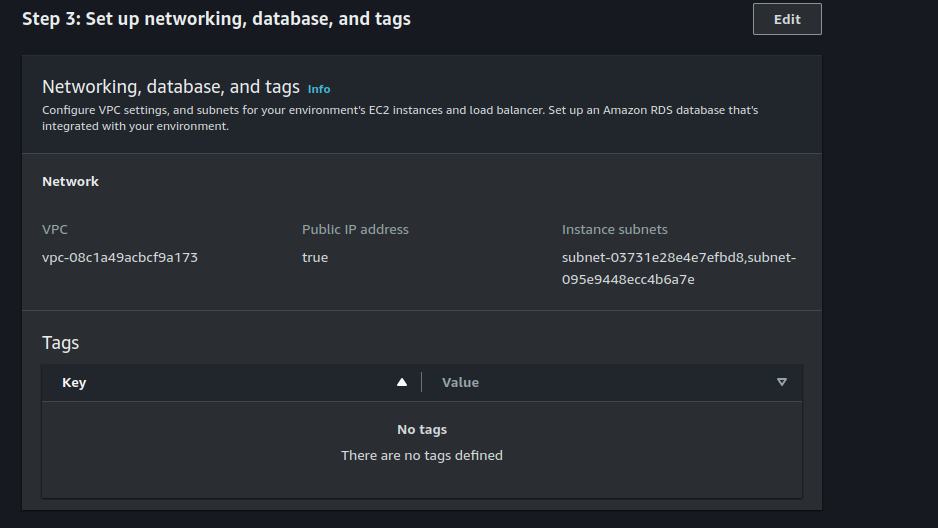 Step 3: Set up networking, database, and tags
Edit
Networking, database, and tags Info
Configure VPC settings, and subnets for your environment's EC2 instances and load balancer. Set up an Amazon RDS database that's
integrated with your environment.
Network
VPC
vpc-08c1a49acbcf9a173
Public IP address
true
Instance subnets
subnet-03731e28e4e7efbd8,subnet-
095e9448ecc4b6a7e
Tags
Key
Value
No tags
There are no tags defined